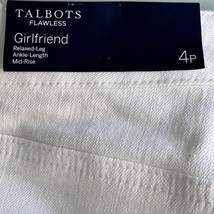 TALBOTS
FLAWLESS
Girlfriend
Relaxed-Leg
Ankle-Length
Mid-Rise
4P